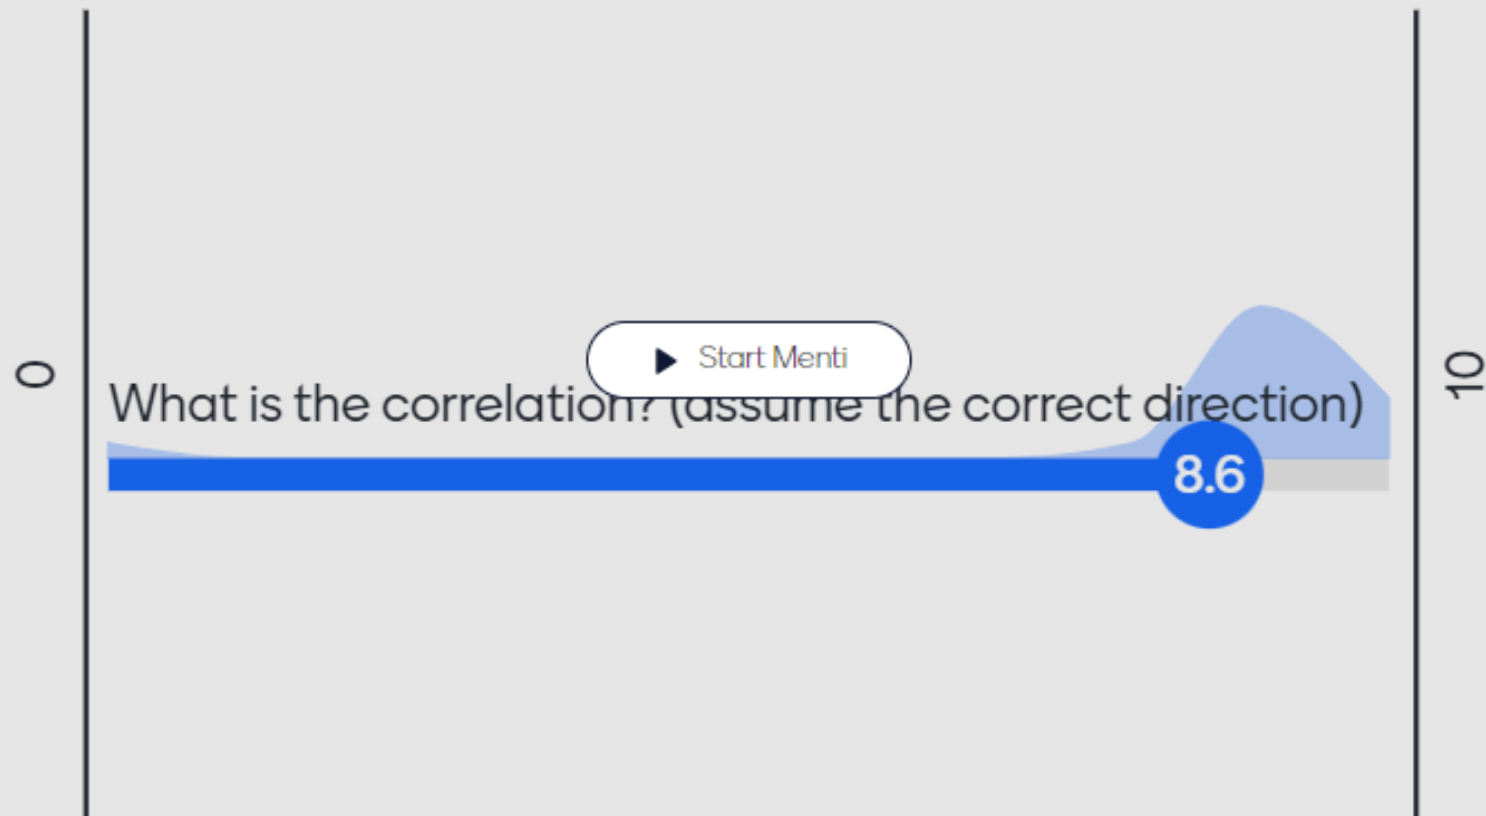 Start Menti
What is the correlation? (assume the correct direction)
0
10
8.6